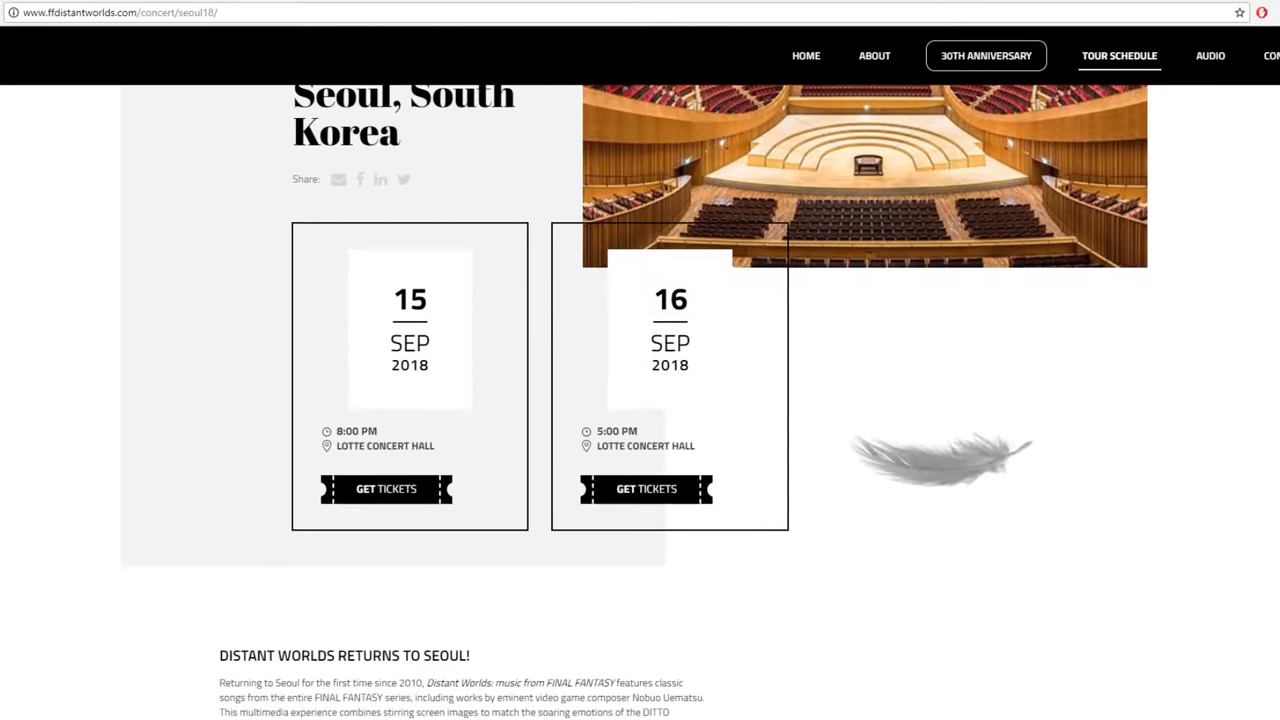 www.ffdistantworlds.com/concert/seoul18/
HOME ABOUT 30TH ANNIVERSARY TOUR SCHEDULE AUDIO
Seoul, South
Korea
Share:
15
SEP
2018
8:00 PM
LOTTE CONCERT HALL
GET TICKETS
16
SEP
2018
5:00 PM
LOTTE CONCERT HALL
GET TICKETS
DISTANT WORLDS RETURNS TO SEOUL!
Returning to Seoul for the first time since 2010, Distant Worlds: music from FINAL FANTASY features classic
songs from the entire FINAL FANTASY series, including works by eminent video game composer Nobuo Uematsu.
This multimedia experience combines stirring screen images to match the soaring emotions of the DITTO